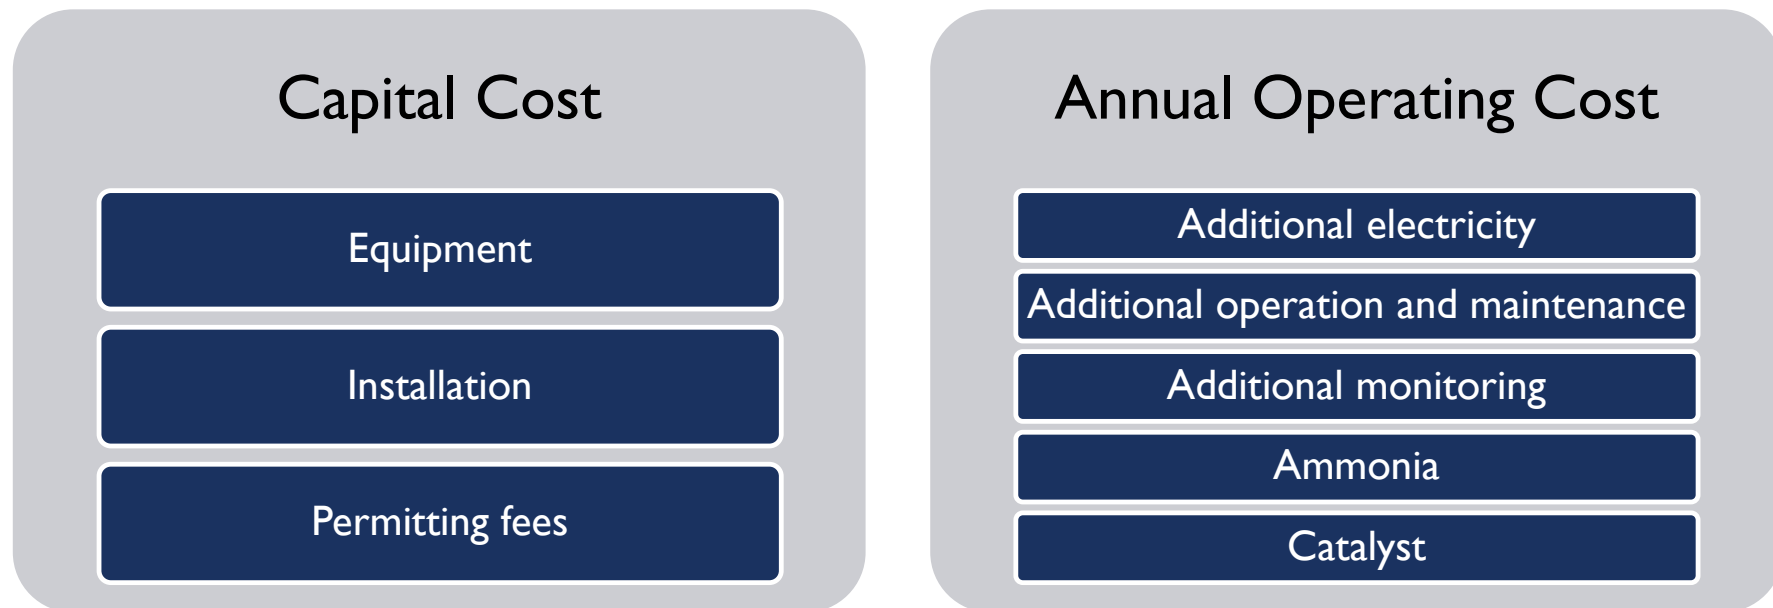 Capital Cost
Equipment
Installation
Permitting fees
Annual Operating Cost
Additional electricity
Additional operation and maintenance
Additional monitoring
Ammonia
Catalyst